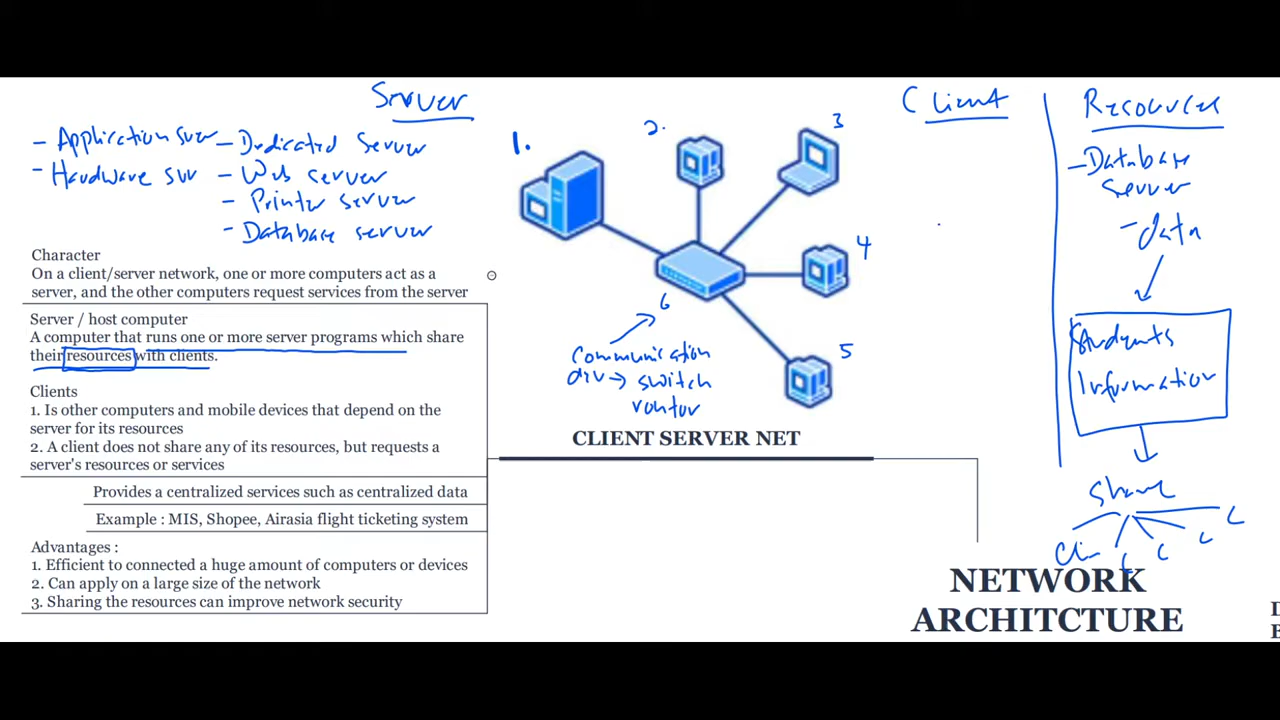 Server
- Application suer
- Hardware sur
- Dedicated Server
- Web server
- Printer server
- Database server
1.
2.
3
4
5
6
Communication
div → switch
routor
Client
Resources
- Database
server
- data
Students
Information
Share
Clin
C
C
C
C
Character
On a client/server network, one or more computers act as a
server, and the other computers request services from the server
Server / host computer
A computer that runs one or more server programs which share
their resources with clients.
Clients
1. Is other computers and mobile devices that depend on the
server for its resources
2. A client does not share any of its resources, but requests a
server's resources or services
Provides a centralized services such as centralized data
Example : MIS, Shopee, Airasia flight ticketing system
Advantages :
1. Efficient to connected a huge amount of computers or devices
2. Can apply on a large size of the network
3. Sharing the resources can improve network security
CLIENT SERVER NET
NETWORK
ARCHITCTURE